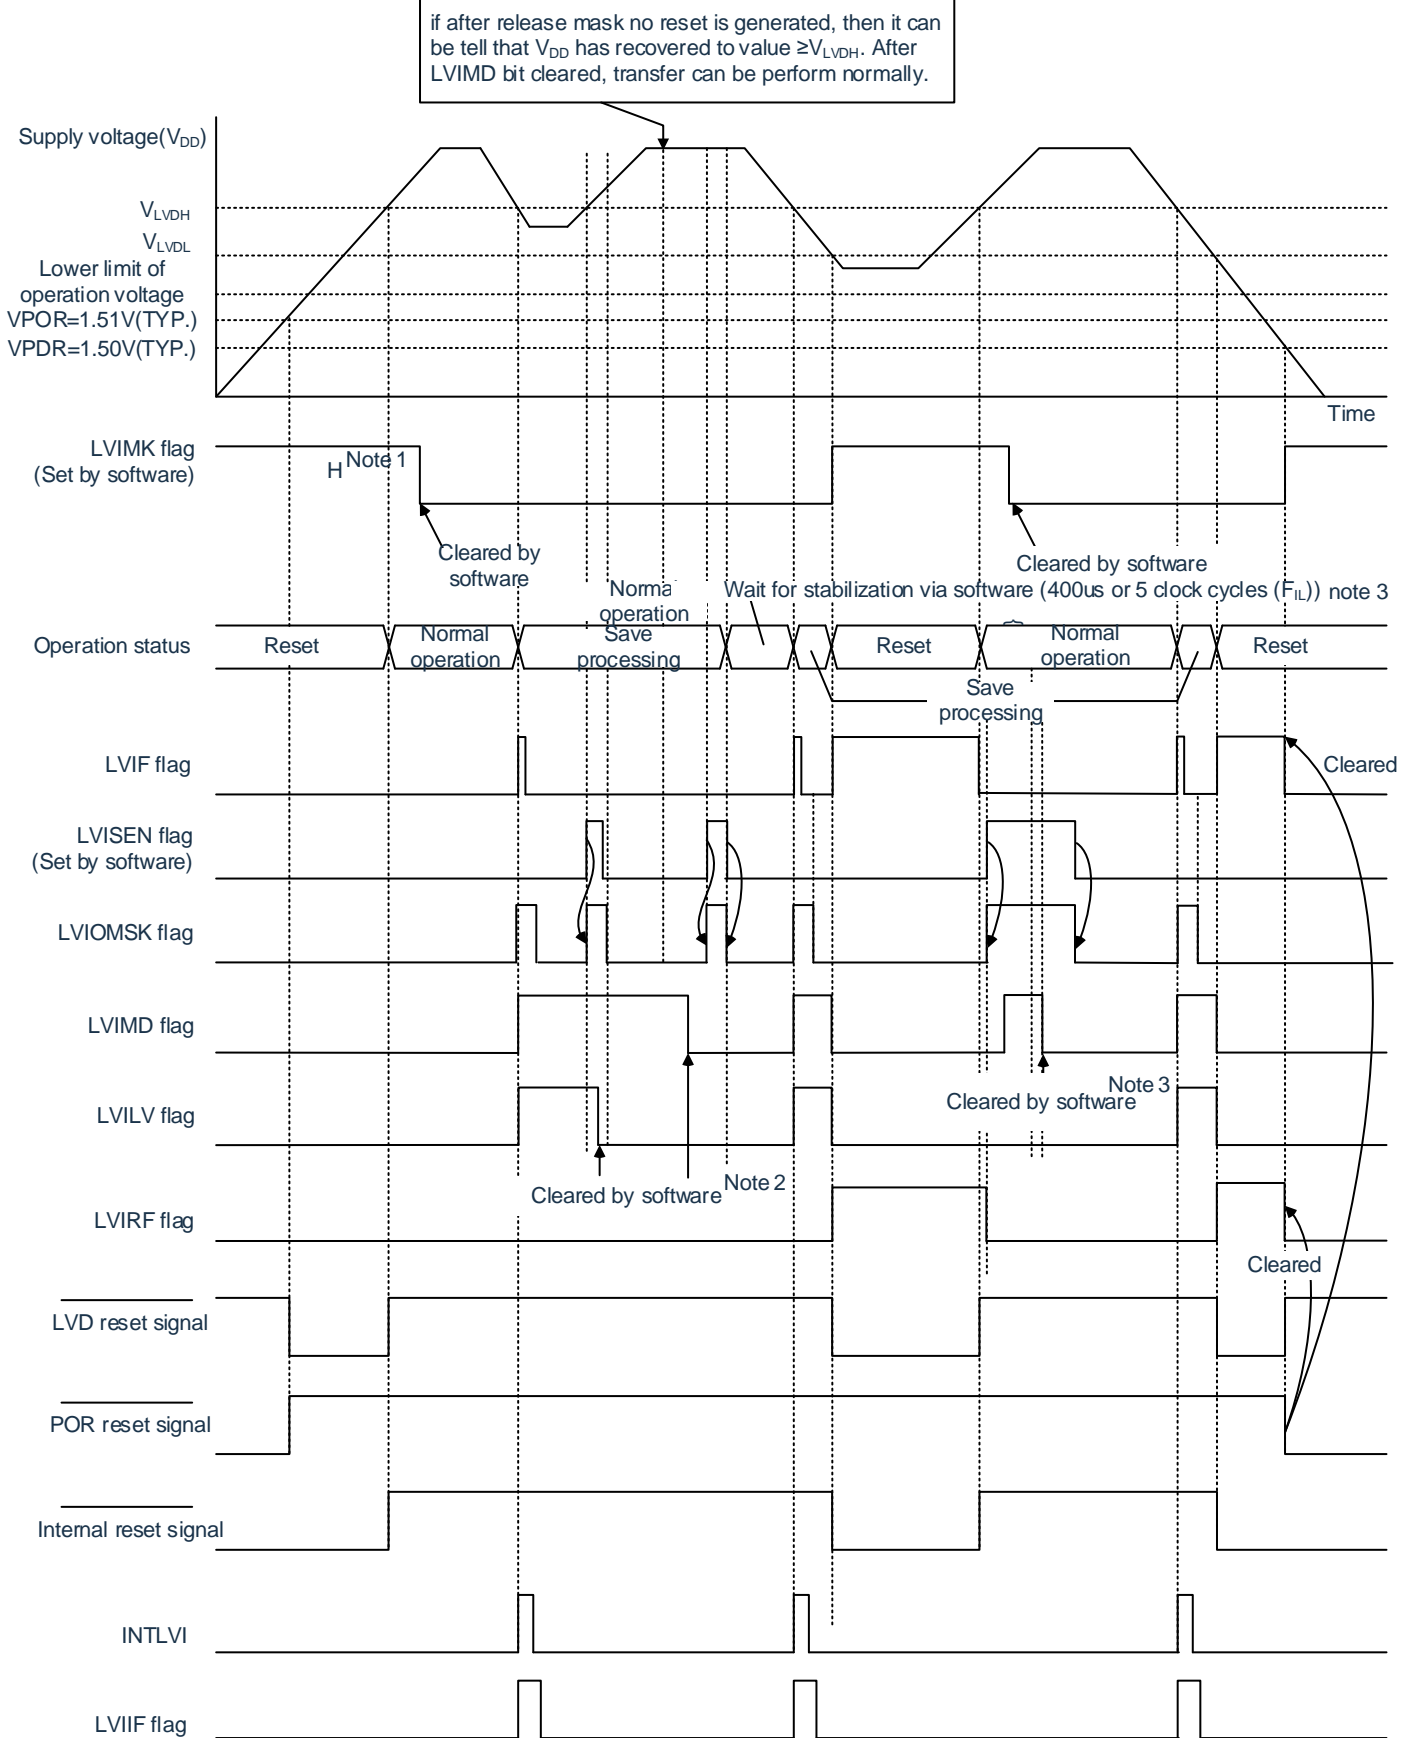 if after release mask no reset is generated, then it can
be tell that VDD has recovered to value ≥VLVDH. After
LVIMD bit cleared, transfer can be perform normally.
Supply voltage(VDD)
VLVDH
VLVDL
Lower limit of
operation voltage
VPOR=1.51V(TYP.)
VPDR=1.50V(TYP.)
Time
LVIMK flag
(Set by software)
H Note 1
Cleared by
software
Cleared by software
Norma
operation
Wait for stabilization via software (400us or 5 clock cycles (FIL)) note 3
Operation status
Reset
Normal
operation
Save
processing
Reset
Normal
operation
Reset
Save
processing
LVIF flag
Cleared
LVISEN flag
(Set by software)
LVIOMSK flag
LVIMD flag
Cleared by software Note 3
LVILV flag
Cleared by software Note 2
LVIRF flag
Cleared
LVD reset signal
POR reset signal
Internal reset signal
INTLVI
LVIIF flag